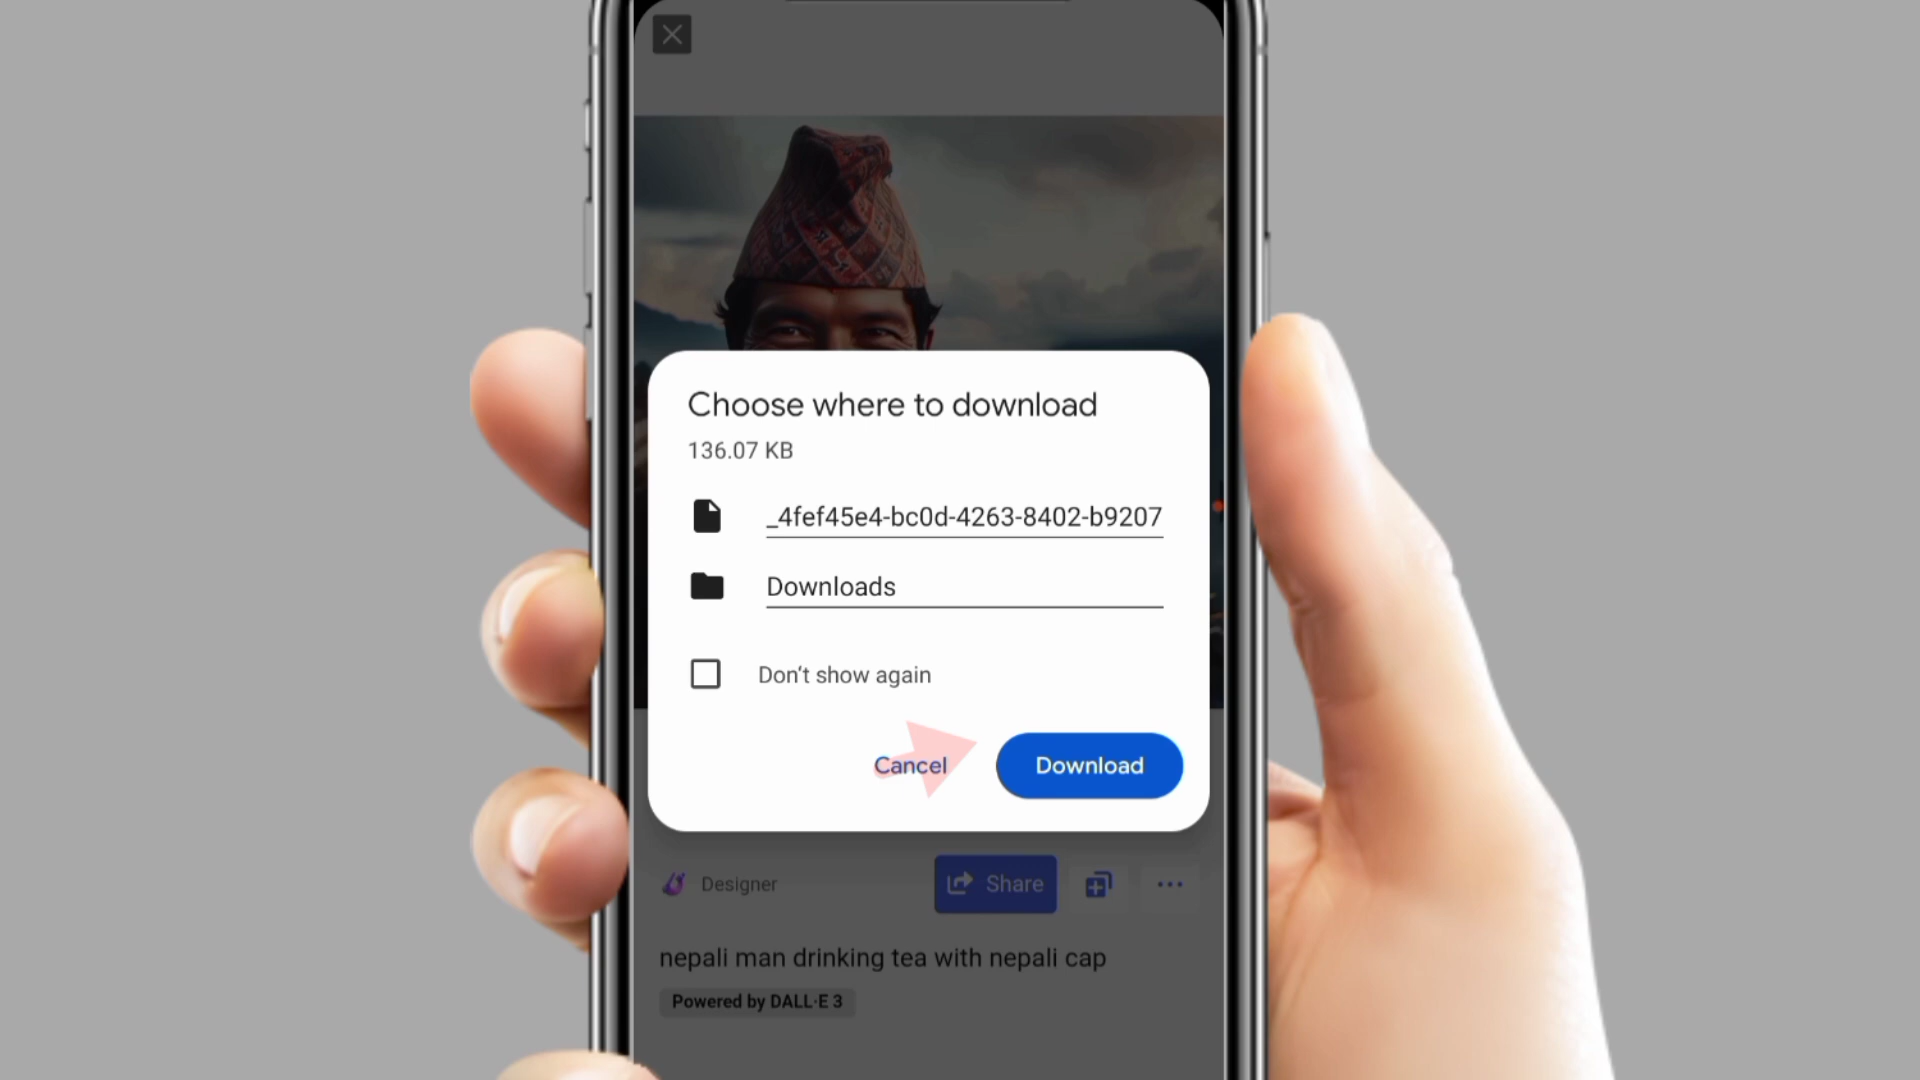 Choose where to download
136.07 KB
_4fef45e4-bc0d-4263-8402-b9207
Downloads
Don't show again
Cancel
Download
Designer
Share
nepali man drinking tea with nepali cap
Powered by DALL·E 3